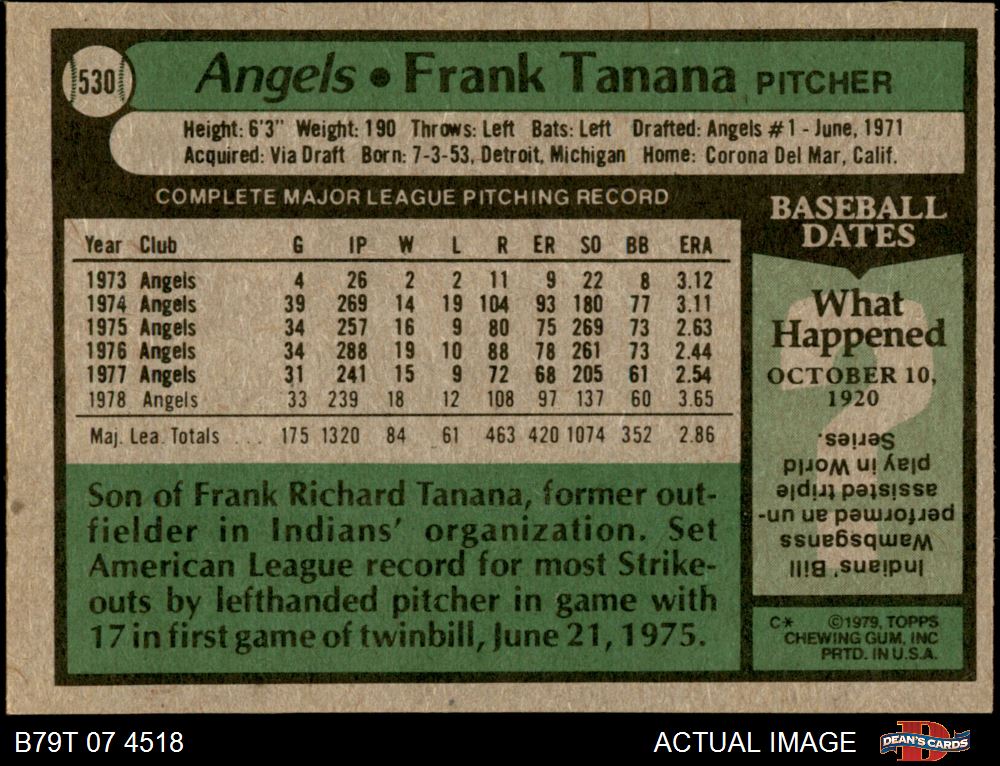 530
Angels • Frank Tanana PITCHER
Height: 6'3" Weight: 190 Throws: Left Bats: Left Drafted: Angels #1 - June, 1971
Acquired: Via Draft Born: 7-3-53, Detroit, Michigan Home: Corona Del Mar, Calif.
COMPLETE MAJOR LEAGUE PITCHING RECORD
Year Club G IP W L R ER SO BB ERA
1973 Angels 4 26 2 2 11 9 22 8 3.12
1974 Angels 39 269 14 19 104 93 180 77 3.11
1975 Angels 34 257 16 9 80 75 269 73 2.63
1976 Angels 34 288 19 10 88 78 261 73 2.44
1977 Angels 31 241 15 9 72 68 205 61 2.54
1978 Angels 33 239 18 12 108 97 137 60 3.65
Maj. Lea. Totals ... 175 1320 84 61 463 420 1074 352 2.86
Son of Frank Richard Tanana, former out-
fielder in Indians' organization. Set
American League record for most Strike-
outs by lefthanded pitcher in game with
17 in first game of twinbill, June 21, 1975.
BASEBALL
DATES
What
Happened
OCTOBER 10,
1920
Indians' Bill
Wambsganss
performed an un-
assisted triple
play in World
Series.
C* ©1979, TOPPS
CHEWING GUM, INC
PRTD. IN U.S.A.
B79T 07 4518
ACTUAL IMAGE
D
DEAN'S CARDS